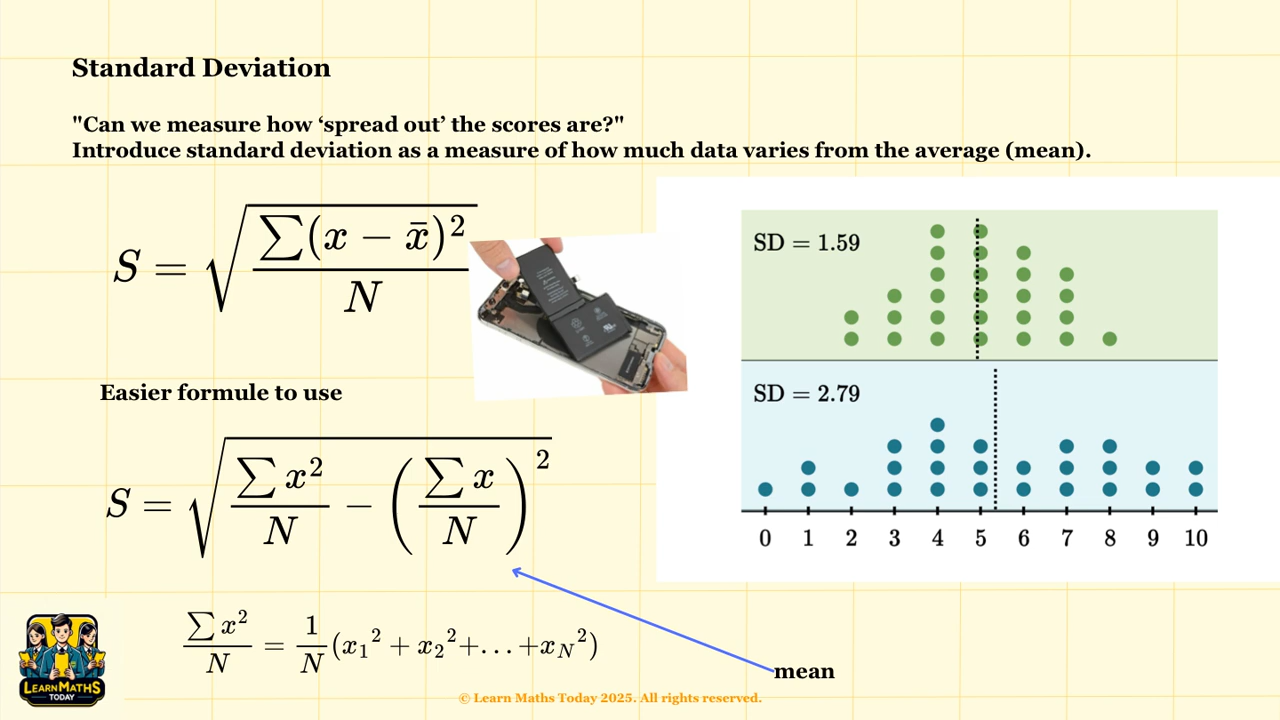 Standard Deviation
"Can we measure how ‘spread out’ the scores are?"
Introduce standard deviation as a measure of how much data varies from the average (mean).
S = √(∑(x − x̄)² / N)
Easier formule to use
S = √(∑x² / N − (∑x / N)²)
∑x² / N = 1/N (x₁² + x₂²+...+x_N²)
mean
SD = 1.59
SD = 2.79
0 1 2 3 4 5 6 7 8 9 10
LEARN MATHS
TODAY
© Learn Maths Today 2025. All rights reserved.